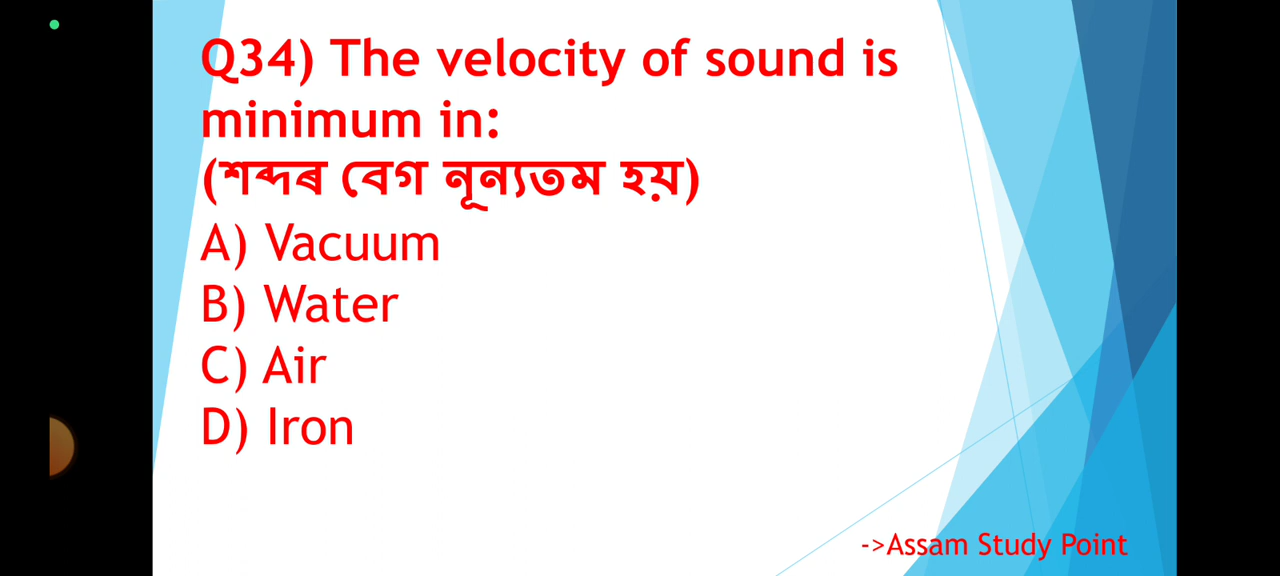 Q34) The velocity of sound is
minimum in:
(শব্দৰ বেগ নূন্যতম হয়)
A) Vacuum
B) Water
C) Air
D) Iron
->Assam Study Point